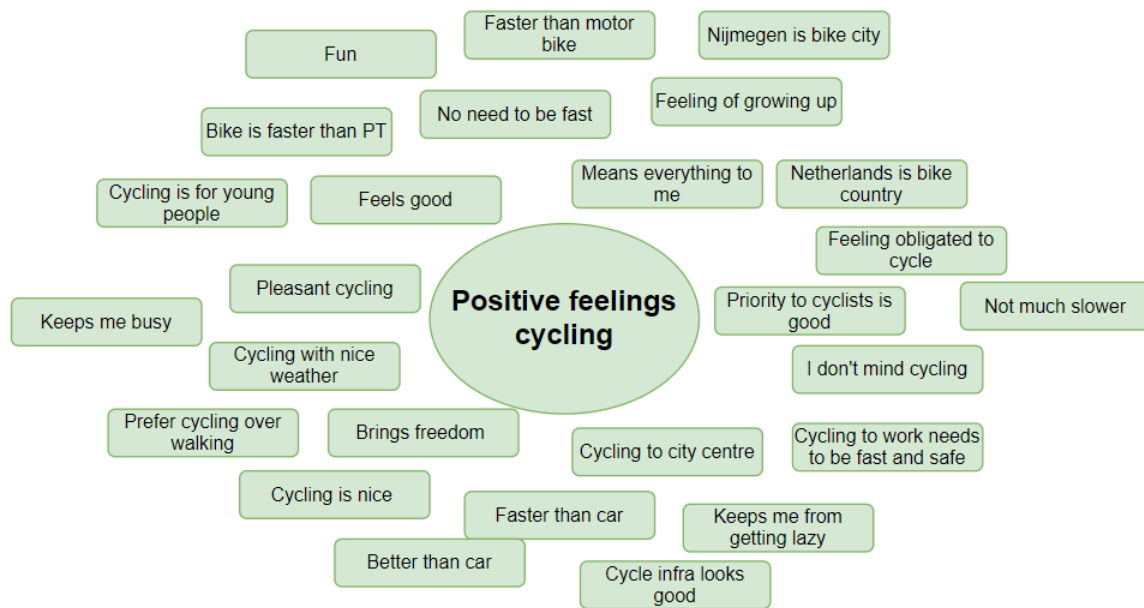 Faster than motor
bike
Nijmegen is bike city
Fun
Feeling of growing up
No need to be fast
Bike is faster than PT
Means everything to
me
Netherlands is bike
country
Cycling is for young
people
Feels good
Feeling obligated to
cycle
Pleasant cycling
Positive feelings
cycling
Priority to cyclists is
good
Not much slower
Keeps me busy
Cycling with nice
weather
I don't mind cycling
Prefer cycling over
walking
Brings freedom
Cycling to city centre
Cycling to work needs
to be fast and safe
Cycling is nice
Faster than car
Keeps me from
getting lazy
Better than car
Cycle infra looks
good